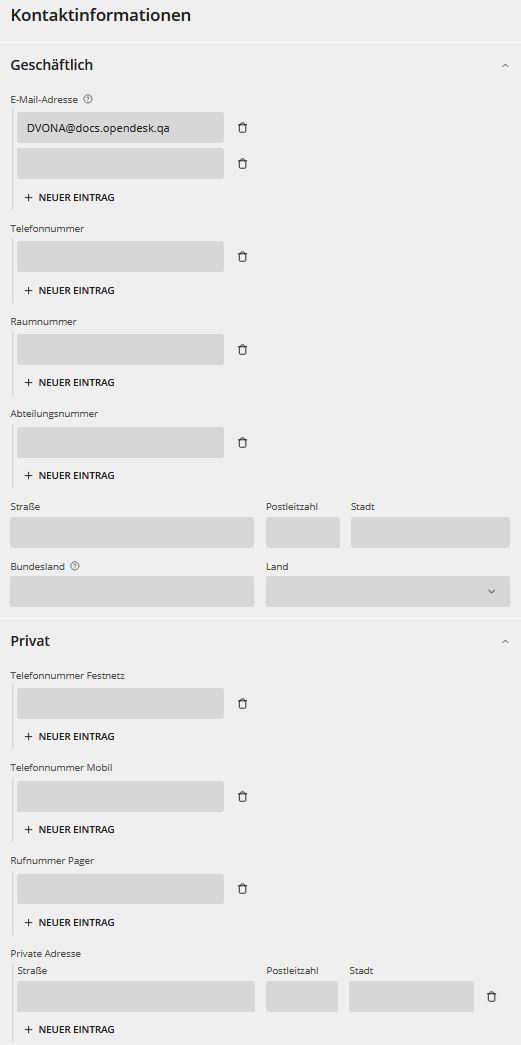 Kontaktinformationen
Geschäftlich
E-Mail-Adresse
DVONA@docs.opendesk.qa
+ NEUER EINTRAG
Telefonnummer
+ NEUER EINTRAG
Raumnummer
+ NEUER EINTRAG
Abteilungsnummer
+ NEUER EINTRAG
Straße Postleitzahl Stadt
Bundesland Land
Privat
Telefonnummer Festnetz
+ NEUER EINTRAG
Telefonnummer Mobil
+ NEUER EINTRAG
Rufnummer Pager
+ NEUER EINTRAG
Private Adresse
Straße Postleitzahl Stadt
+ NEUER EINTRAG